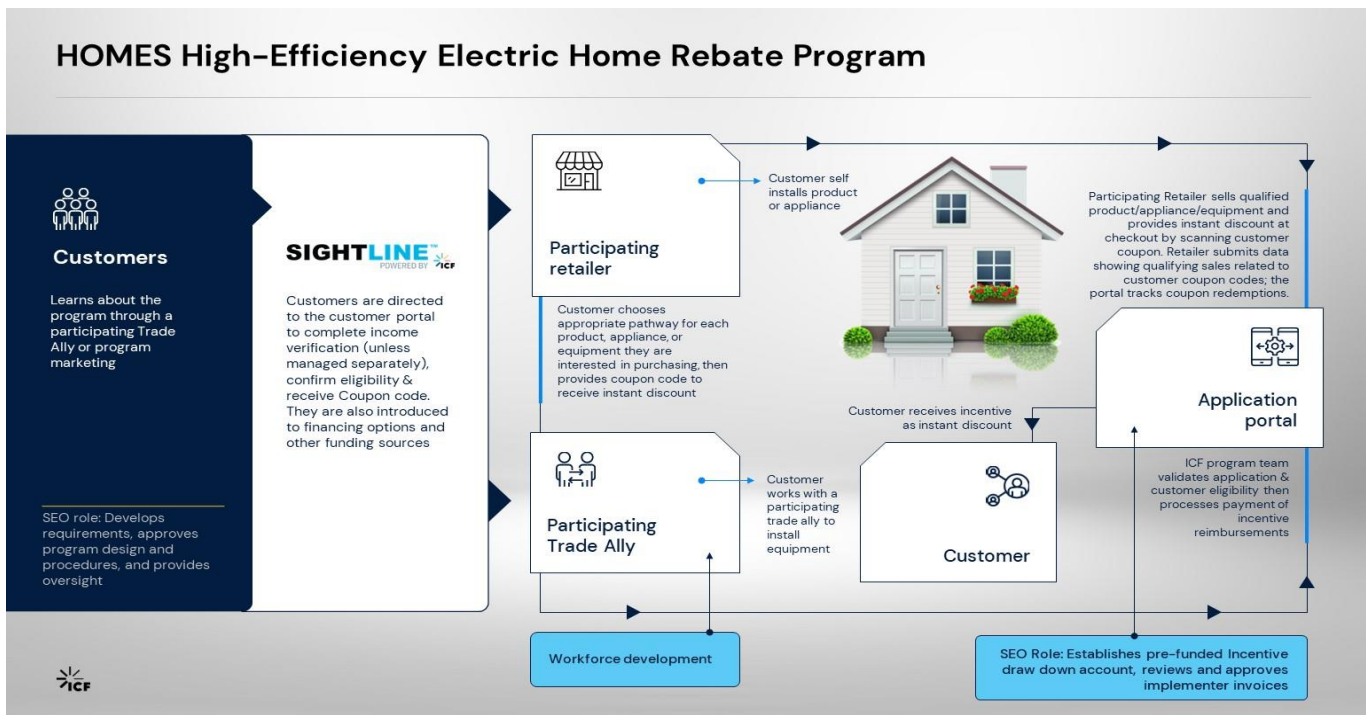 HOMES High-Efficiency Electric Home Rebate Program
Customers
Learns about the
program through a
participating Trade
Ally or program
marketing
SEO role: Develops
requirements, approves
program design and
procedures, and provides
oversight
SIGHTLINE™
POWERED BY ICF
Customers are directed
to the customer portal
to complete income
verification (unless
managed separately),
confirm eligibility &
receive Coupon code.
They are also introduced
to financing options and
other funding sources
Participating
retailer
Customer self
installs product
or appliance
Customer chooses
appropriate pathway for each
product, appliance, or
equipment they are
interested in purchasing, then
provides coupon code to
receive instant discount
Participating
Trade Ally
Customer
works with a
participating
trade ally to
install
equipment
Workforce development
Participating Retailer sells qualified
product/appliance/equipment and
provides instant discount at
checkout by scanning customer
coupon. Retailer submits data
showing qualifying sales related to
customer coupon codes; the
portal tracks coupon redemptions.
Application
portal
Customer receives incentive
as instant discount
Customer
ICF program team
validates application &
customer eligibility then
processes payment of
incentive
reimbursements
SEO Role: Establishes pre-funded Incentive
draw down account, reviews and approves
implementer invoices
ICF